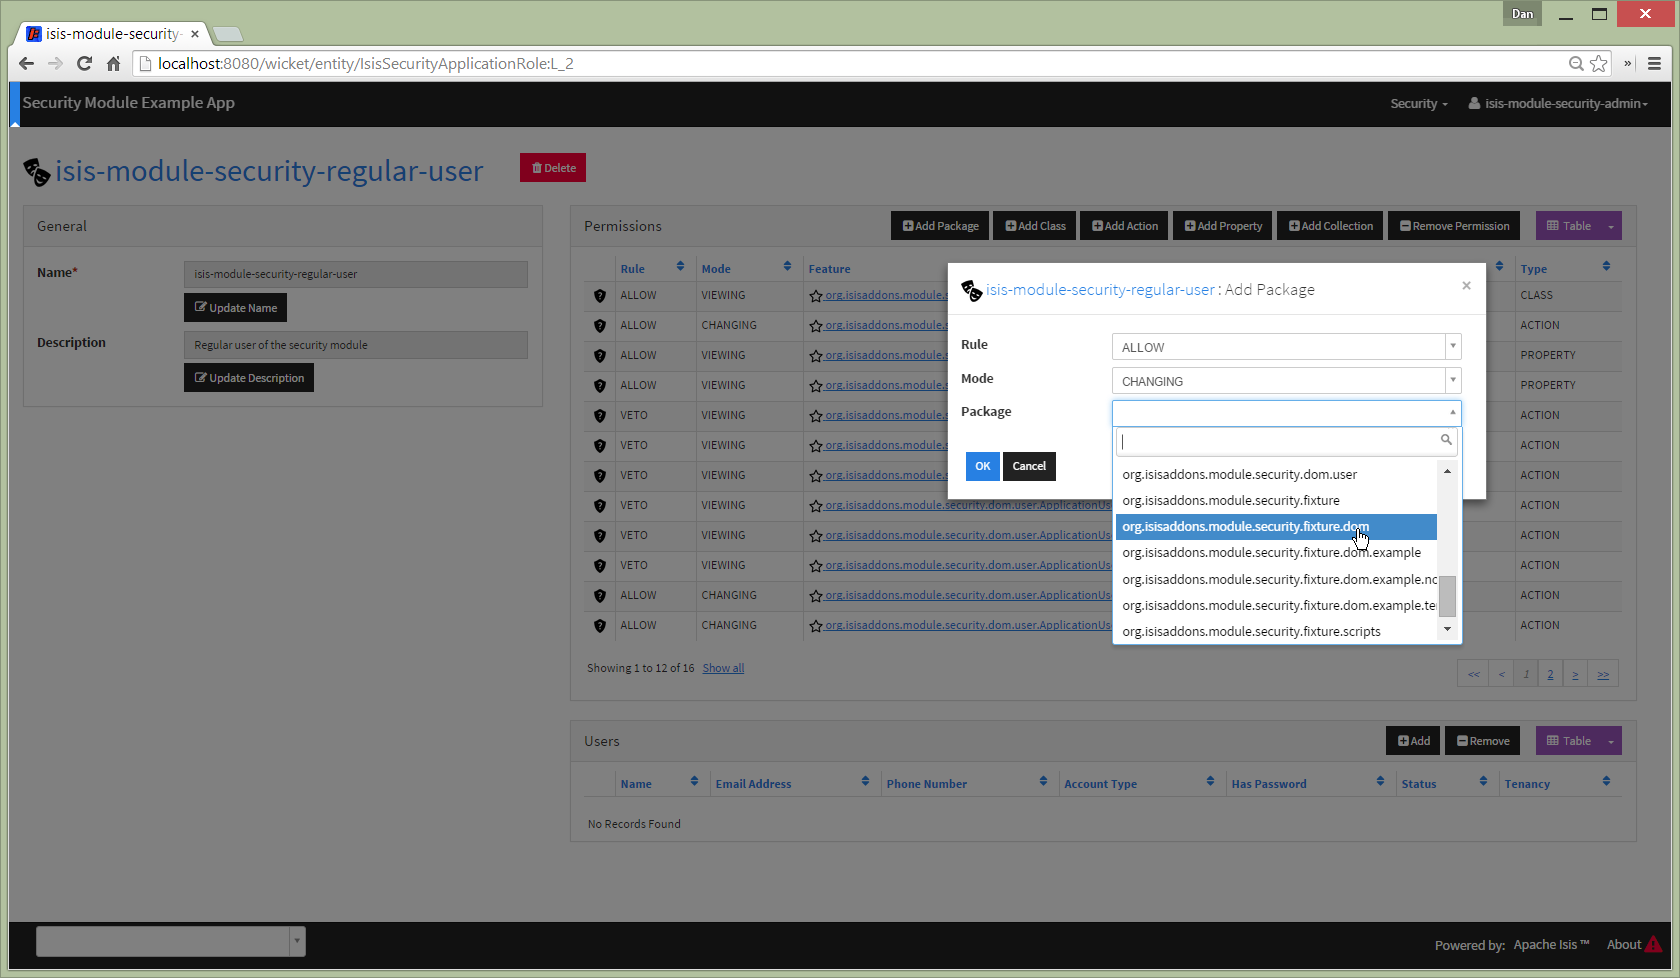 Dan
isis-module-security-
localhost:8080/wicket/entity/IsisSecurityApplicationRole:L_2
Security Module Example App
Security
isis-module-security-admin
isis-module-security-regular-user
Delete
General
Name*
isis-module-security-regular-user
Update Name
Description
Regular user of the security module
Update Description
Permissions
Add Package
Add Class
Add Action
Add Property
Add Collection
Remove Permission
Table
Rule Mode Feature Type
ALLOW VIEWING org.isisaddons.module.s CLASS
ALLOW CHANGING org.isisaddons.module.s ACTION
ALLOW VIEWING org.isisaddons.module.s PROPERTY
ALLOW VIEWING org.isisaddons.module.s PROPERTY
VETO VIEWING org.isisaddons.module.s ACTION
VETO VIEWING org.isisaddons.module.s ACTION
VETO VIEWING org.isisaddons.module.s ACTION
VETO VIEWING org.isisaddons.module.security.dom.user.ApplicationUs ACTION
VETO VIEWING org.isisaddons.module.security.dom.user.ApplicationUs ACTION
VETO VIEWING org.isisaddons.module.security.dom.user.ApplicationUs ACTION
ALLOW CHANGING org.isisaddons.module.security.dom.user.ApplicationUs ACTION
ALLOW CHANGING org.isisaddons.module.security.dom.user.ApplicationUs ACTION
Showing 1 to 12 of 16 Show all
<< < 1 2 > >>
isis-module-security-regular-user : Add Package
×
Rule
ALLOW
Mode
CHANGING
Package
OK
Cancel
org.isisaddons.module.security.dom.user
org.isisaddons.module.security.fixture
org.isisaddons.module.security.fixture.dom
org.isisaddons.module.security.fixture.dom.example
org.isisaddons.module.security.fixture.dom.example.nc
org.isisaddons.module.security.fixture.dom.example.te
org.isisaddons.module.security.fixture.scripts
Users
Add
Remove
Table
Name Email Address Phone Number Account Type Has Password Status Tenancy
No Records Found
Powered by: Apache Isis ™ About